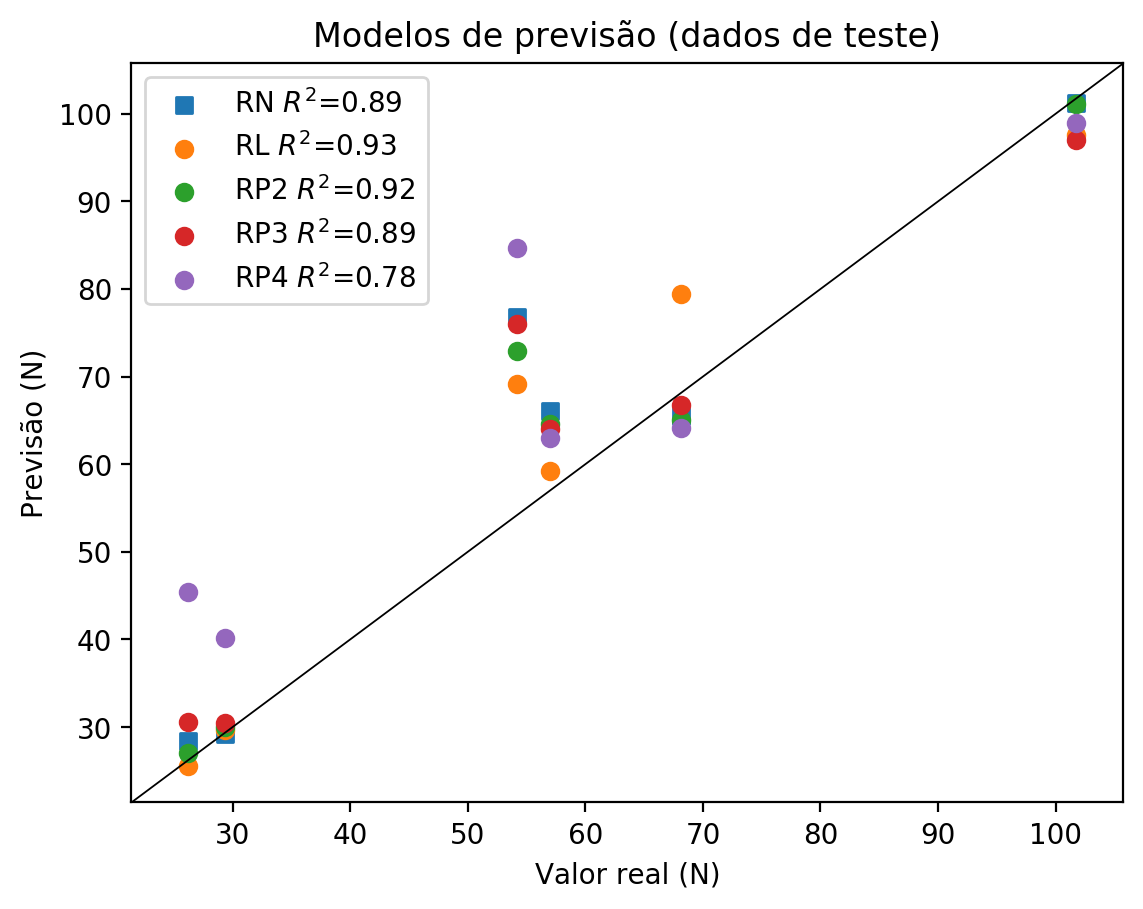 Modelos de previsão (dados de teste)
RN R²=0.89
RL R²=0.93
RP2 R²=0.92
RP3 R²=0.89
RP4 R²=0.78
100
90
80
70
60
50
40
30
Previsão (N)
30 40 50 60 70 80 90 100
Valor real (N)